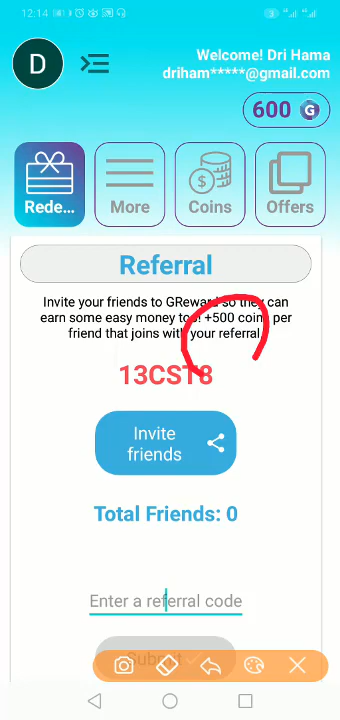 12:14
Welcome! Dri Hama
D
driham*****@gmail.com
600 G
Rede...
More
Coins
Offers
Referral
Invite your friends to GReward so they can
earn some easy money too! +500 coins per
friend that joins with your referral
13CST8
Invite
friends
Total Friends: 0
Enter a referral code
Submit